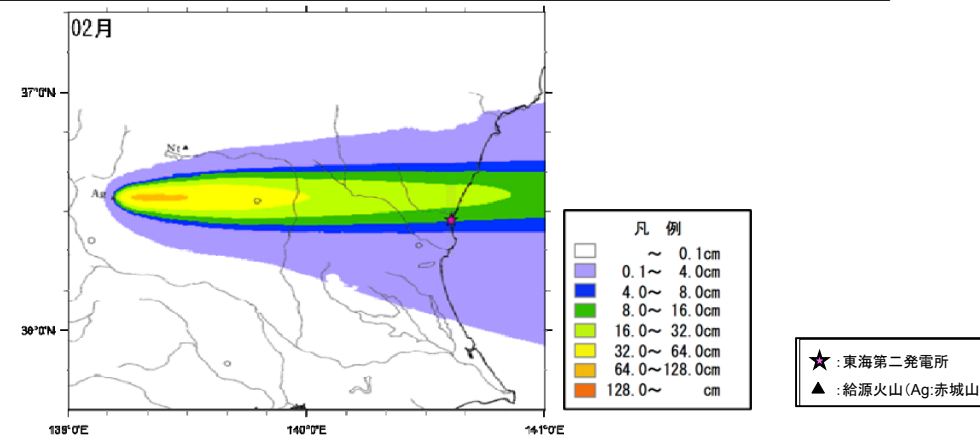 02月
37°0'N
Nt▲
Ag
36°0'N
139°0'E
140°0'E
141°0'E
凡 例
～ 0.1cm
0.1～ 4.0cm
4.0～ 8.0cm
8.0～ 16.0cm
16.0～ 32.0cm
32.0～ 64.0cm
64.0～128.0cm
128.0～ cm
★:東海第二発電所
▲:給源火山(Ag:赤城山